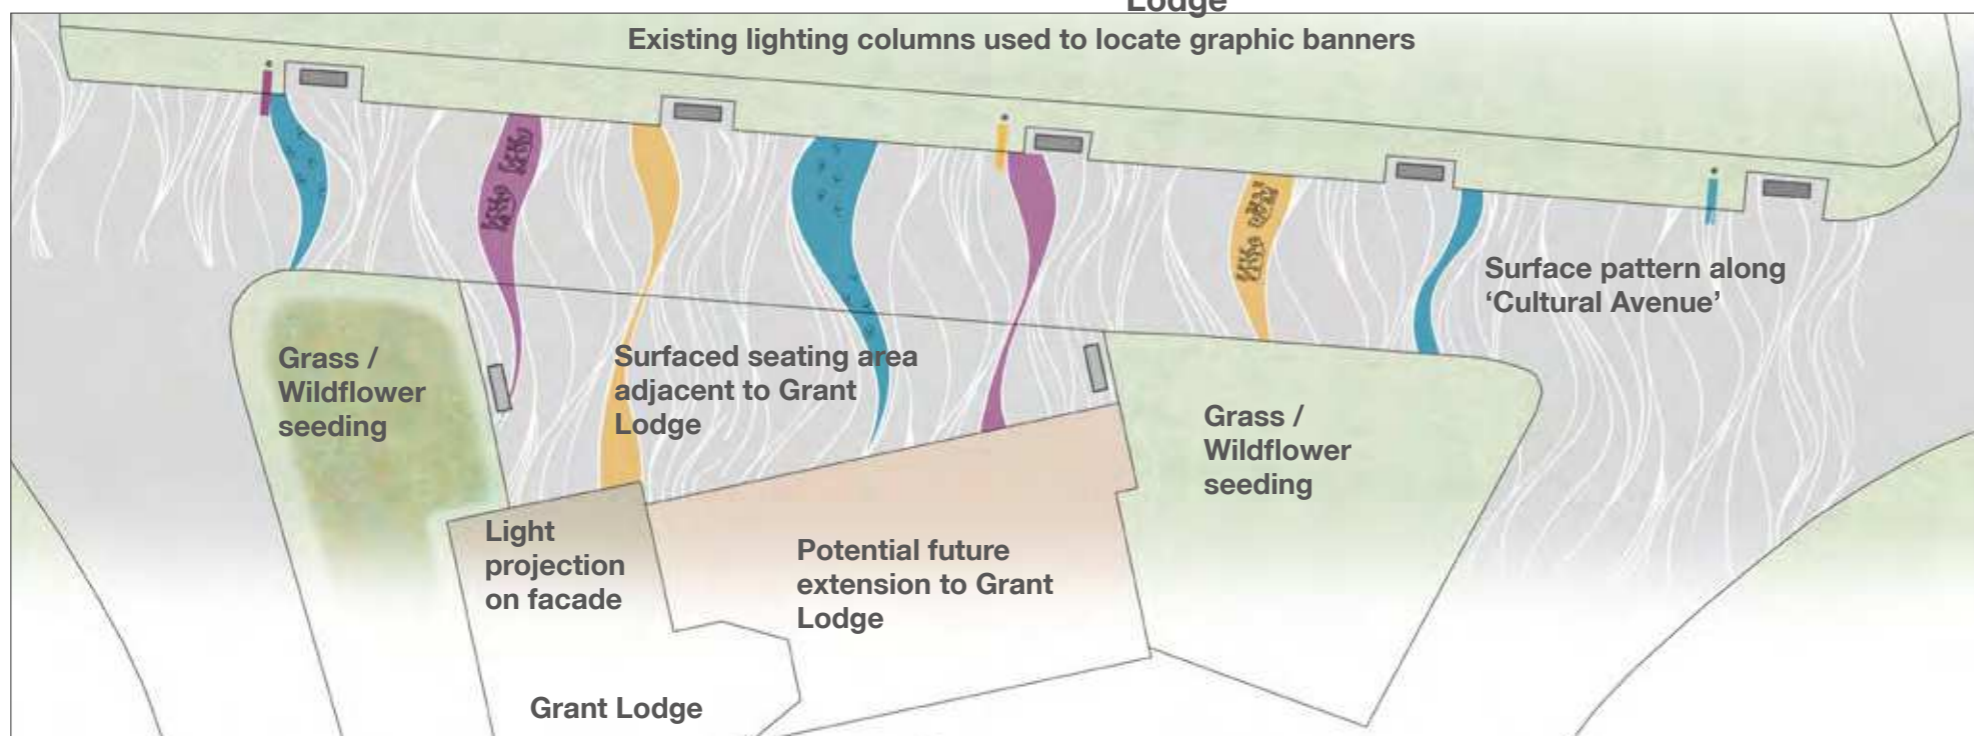 Lodge
Existing lighting columns used to locate graphic banners
Surface pattern along
‘Cultural Avenue’
Grass /
Wildflower
seeding
Surfaced seating area
adjacent to Grant
Lodge
Grass /
Wildflower
seeding
Light
projection
on facade
Potential future
extension to Grant
Lodge
Grant Lodge